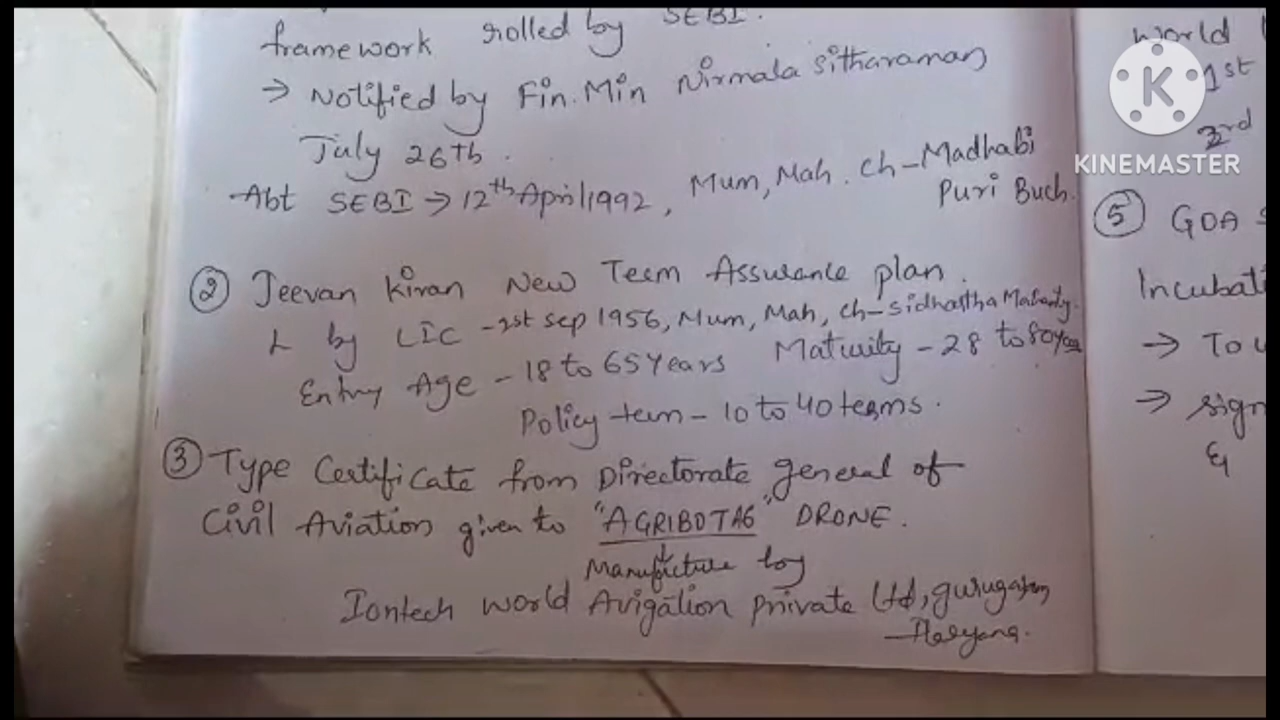 framework rolled by SEBI.
→ Notified by Fin. Min Nirmala Sitharaman
July 26th.
Abt SEBI → 12th April 1992, Mum, Mah. Ch - Madhabi
Puri Buch.
② Jeevan Kiran New Term Assurance plan.
L by LIC - 1st Sep 1956, Mum, Mah, Ch - Sidhartha Mohanty.
Entry Age - 18 to 65 Years Maturity - 28 to 80 Years
Policy term - 10 to 40 terms.
③ Type Certificate from Directorate general of
Civil Aviation given to "AGRIBOT A6" DRONE.
↓
Manufacture by
Iontech World Avigation Private Ltd, gurugram,
- Haryana.
world
1st
3rd
⑤ GOA
Incubati
→ To
→ Sign
&
K
KINEMASTER